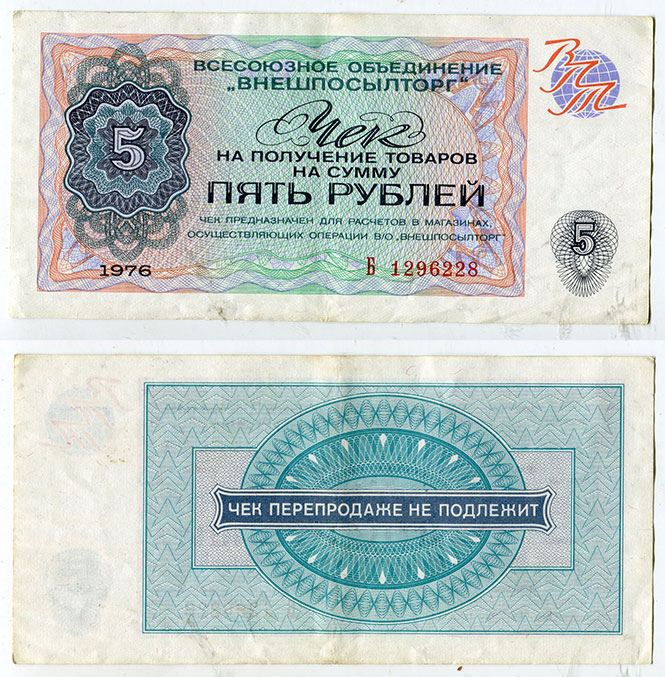 ВСЕСОЮЗНОЕ ОБЪЕДИНЕНИЕ
„ВНЕШПОСЫЛТОРГ“
ВПТ
Чек
5
НА ПОЛУЧЕНИЕ ТОВАРОВ
НА СУММУ
ПЯТЬ РУБЛЕЙ
ЧЕК ПРЕДНАЗНАЧЕН ДЛЯ РАСЧЕТОВ В МАГАЗИНАХ,
ОСУЩЕСТВЛЯЮЩИХ ОПЕРАЦИИ В/О „ВНЕШПОСЫЛТОРГ“
5
1976
Б 1296228
ЧЕК ПЕРЕПРОДАЖЕ НЕ ПОДЛЕЖИТ